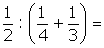 1/2 : (1/4 + 1/3) =